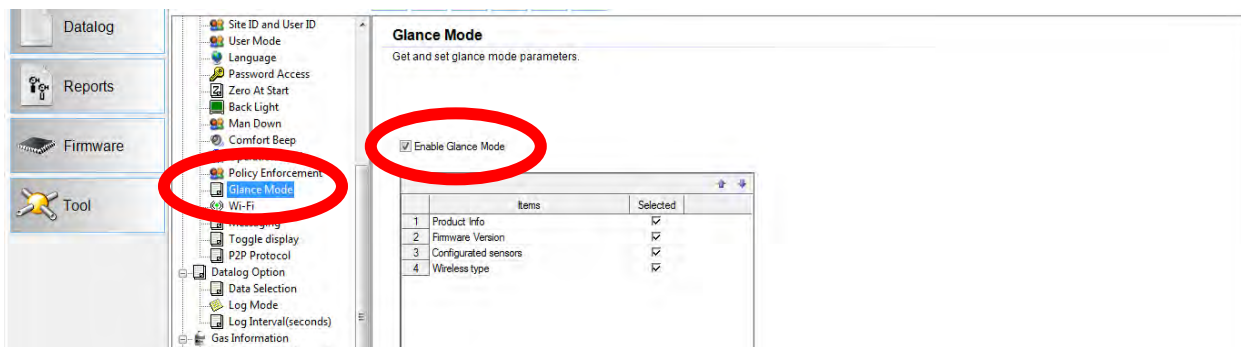 Datalog
Reports
Firmware
Tool
Site ID and User ID
User Mode
Language
Password Access
Zero At Start
Back Light
Man Down
Comfort Beep
Policy Enforcement
Glance Mode
Wi-Fi
Toggle display
P2P Protocol
Datalog Option
Data Selection
Log Mode
Log Interval(seconds)
Gas Information
Glance Mode
Get and set glance mode parameters.
Enable Glance Mode
Items Selected
1 Product Info
2 Firmware Version
3 Configurated sensors
4 Wireless type